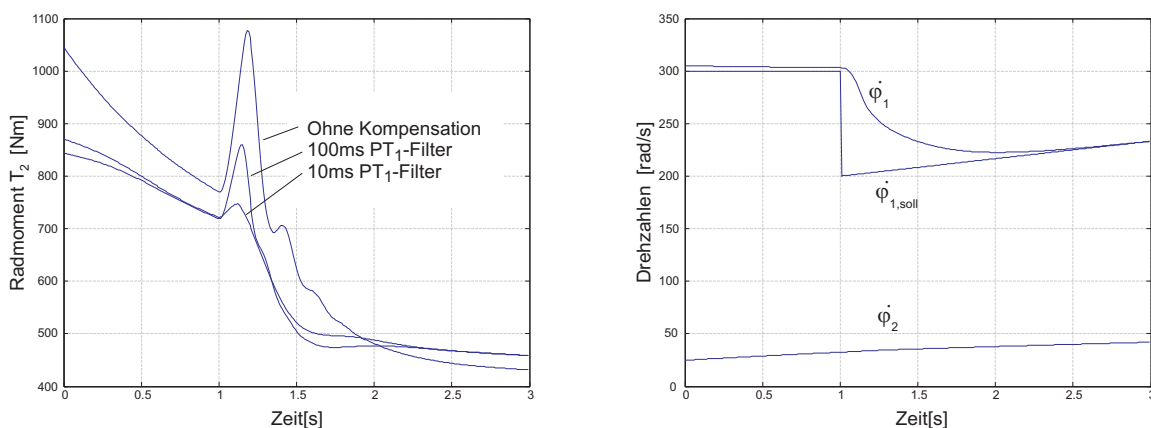 1100
1000
900
800
700
600
500
400
Radmoment T2 [Nm]
Ohne Kompensation
100ms PT1-Filter
10ms PT1-Filter
0 0.5 1 1.5 2 2.5 3
Zeit[s]
350
300
250
200
150
100
50
0
Drehzahlen [rad/s]
φ̇1
φ̇1,soll
φ̇2
0 0.5 1 1.5 2 2.5 3
Zeit[s]